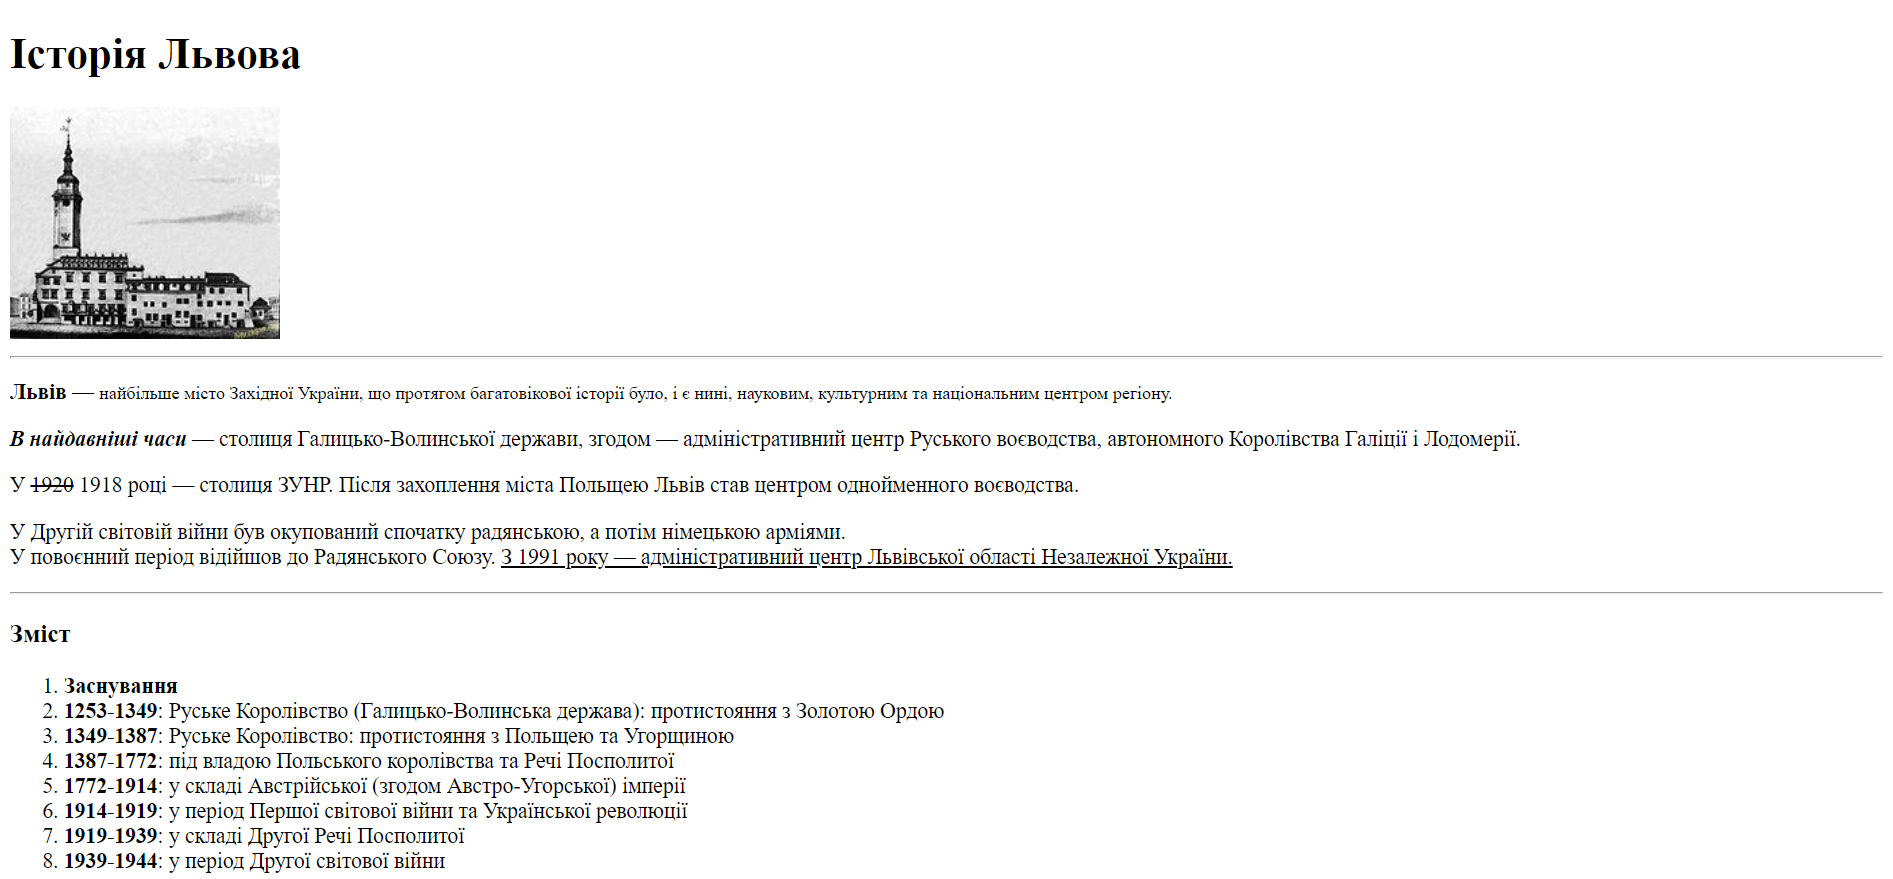 Історія Львова
Львів — найбільше місто Західної України, що протягом багатовікової історії було, і є нині, науковим, культурним та національним центром регіону.
В найдавніші часи — столиця Галицько-Волинської держави, згодом — адміністративний центр Руського воєводства, автономного Королівства Галіції і Лодомерії.
У 1920 1918 році — столиця ЗУНР. Після захоплення міста Польщею Львів став центром однойменного воєводства.
У Другій світовій війни був окупований спочатку радянською, а потім німецькою арміями.
У повоєнний період відійшов до Радянського Союзу. З 1991 року — адміністративний центр Львівської області Незалежної України.
Зміст
1. Заснування
2. 1253-1349: Руське Королівство (Галицько-Волинська держава): протистояння з Золотою Ордою
3. 1349-1387: Руське Королівство: протистояння з Польщею та Угорщиною
4. 1387-1772: під владою Польського королівства та Речі Посполитої
5. 1772-1914: у складі Австрійської (згодом Австро-Угорської) імперії
6. 1914-1919: у період Першої світової війни та Української революції
7. 1919-1939: у складі Другої Речі Посполитої
8. 1939-1944: у період Другої світової війни